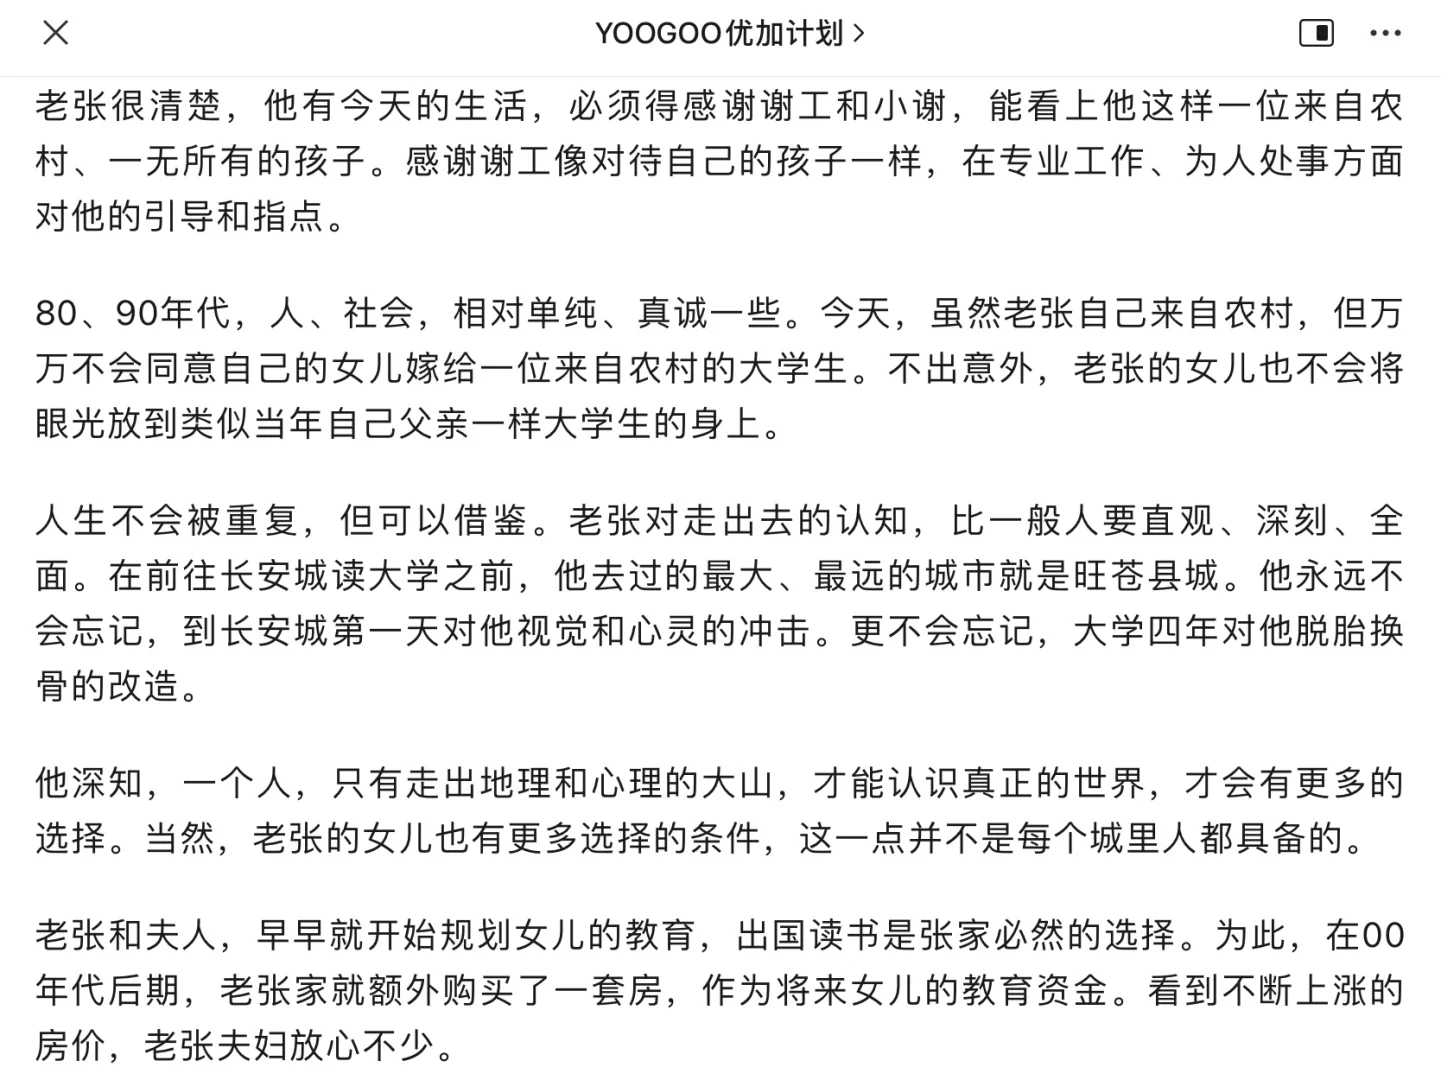 YOOGOO优加计划
老张很清楚，他有今天的生活，必须得感谢谢工和小谢，能看上他这样一位来自农
村、一无所有的孩子。感谢谢工像对待自己的孩子一样，在专业工作、为人处事方面
对他的引导和指点。
80、90年代，人、社会，相对单纯、真诚一些。今天，虽然老张自己来自农村，但万
万不会同意自己的女儿嫁给一位来自农村的大学生。不出意外，老张的女儿也不会将
眼光放到类似当年自己父亲一样大学生的身上。
人生不会被重复，但可以借鉴。老张对走出去的认知，比一般人要直观、深刻、全
面。在前往长安城读大学之前，他去过的最大、最远的城市就是旺苍县城。他永远不
会忘记，到长安城第一天对他视觉和心灵的冲击。更不会忘记，大学四年对他脱胎换
骨的改造。
他深知，一个人，只有走出地理和心理的大山，才能认识真正的世界，才会有更多的
选择。当然，老张的女儿也有更多选择的条件，这一点并不是每个城里人都具备的。
老张和夫人，早早就开始规划女儿的教育，出国读书是张家必然的选择。为此，在00
年代后期，老张家就额外购买了一套房，作为将来女儿的教育资金。看到不断上涨的
房价，老张夫妇放心不少。